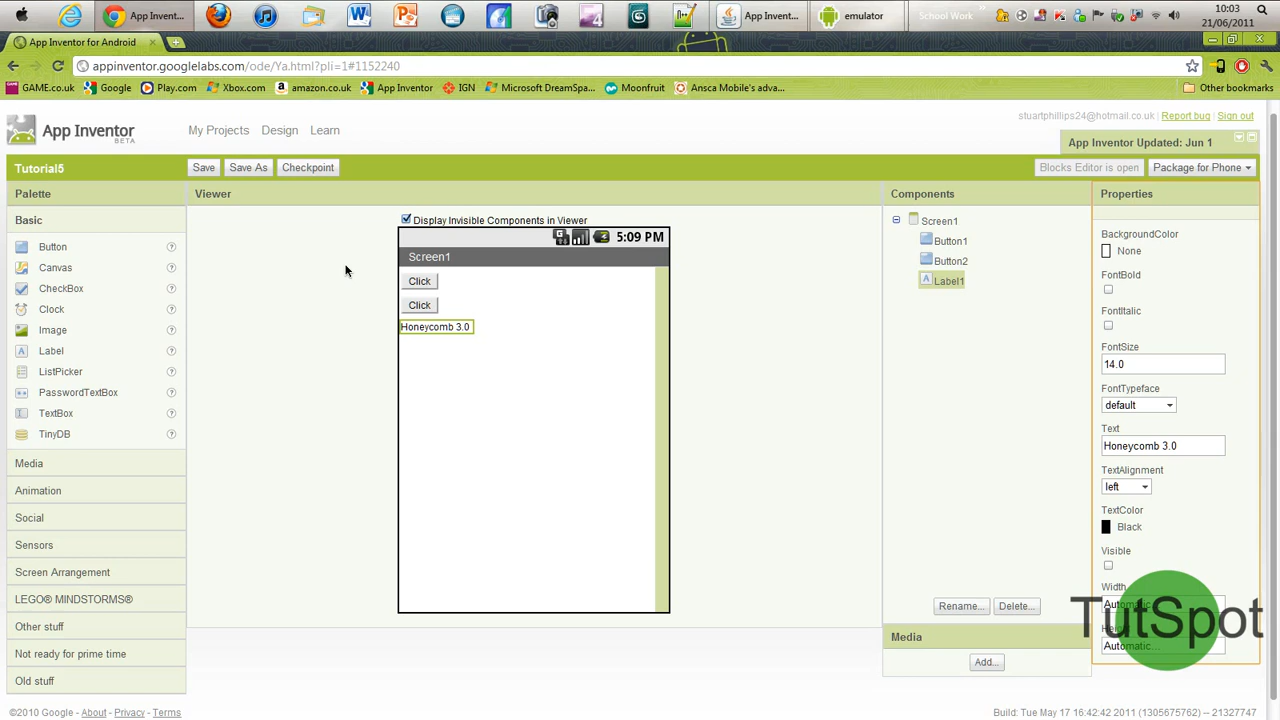 App Invent...
App Invent...
emulator
School Work
10:03
21/06/2011
App Inventor for Android
appinventor.googlelabs.com/ode/Ya.html?pli=1#1152240
GAME.co.uk
Google
Play.com
Xbox.com
amazon.co.uk
App Inventor
IGN
Microsoft DreamSpa...
Moonfruit
Ansca Mobile's adva...
Other bookmarks
App Inventor
BETA
My Projects
Design
Learn
stuartphillips24@hotmail.co.uk
Report bug
Sign out
App Inventor Updated: Jun 1
Tutorial5
Save
Save As
Checkpoint
Blocks Editor is open
Package for Phone
Palette
Basic
Button
Canvas
CheckBox
Clock
Image
Label
ListPicker
PasswordTextBox
TextBox
TinyDB
Media
Animation
Social
Sensors
Screen Arrangement
LEGO® MINDSTORMS®
Other stuff
Not ready for prime time
Old stuff
Viewer
Display Invisible Components in Viewer
5:09 PM
Screen1
Click
Click
Honeycomb 3.0
Components
Screen1
Button1
Button2
Label1
Rename...
Delete...
Media
Add...
Properties
BackgroundColor
None
FontBold
FontItalic
FontSize
14.0
FontTypeface
default
Text
Honeycomb 3.0
TextAlignment
left
TextColor
Black
Visible
Width
Automatic...
Automatic...
TutSpot
©2010 Google - About - Privacy - Terms
Build: Tue May 17 16:42:42 2011 (1305675762) -- 21327747